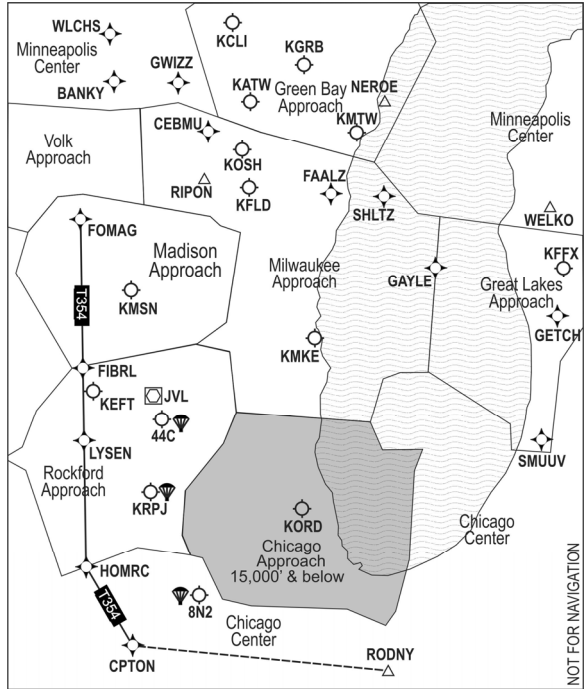 WLCHS
Minneapolis
Center
BANKY
GWIZZ
KCLI
KGRB
KATW
Green Bay
Approach
NEROE
KMTW
Minneapolis
Center
Volk
Approach
CEBMU
KOSH
RIPON
KFLD
FAALZ
SHLTZ
WELKO
FOMAG
Madison
Approach
KMSN
T354
Milwaukee
Approach
GAYLE
KFFX
Great Lakes
Approach
GETCH
KMKE
FIBRL
KEFT
JVL
44C
LYSEN
Rockford
Approach
KRPJ
SMUUV
KORD
Chicago
Approach
15,000' & below
Chicago
Center
HOMRC
T354
8N2
Chicago
Center
CPTON
RODNY
NOT FOR NAVIGATION